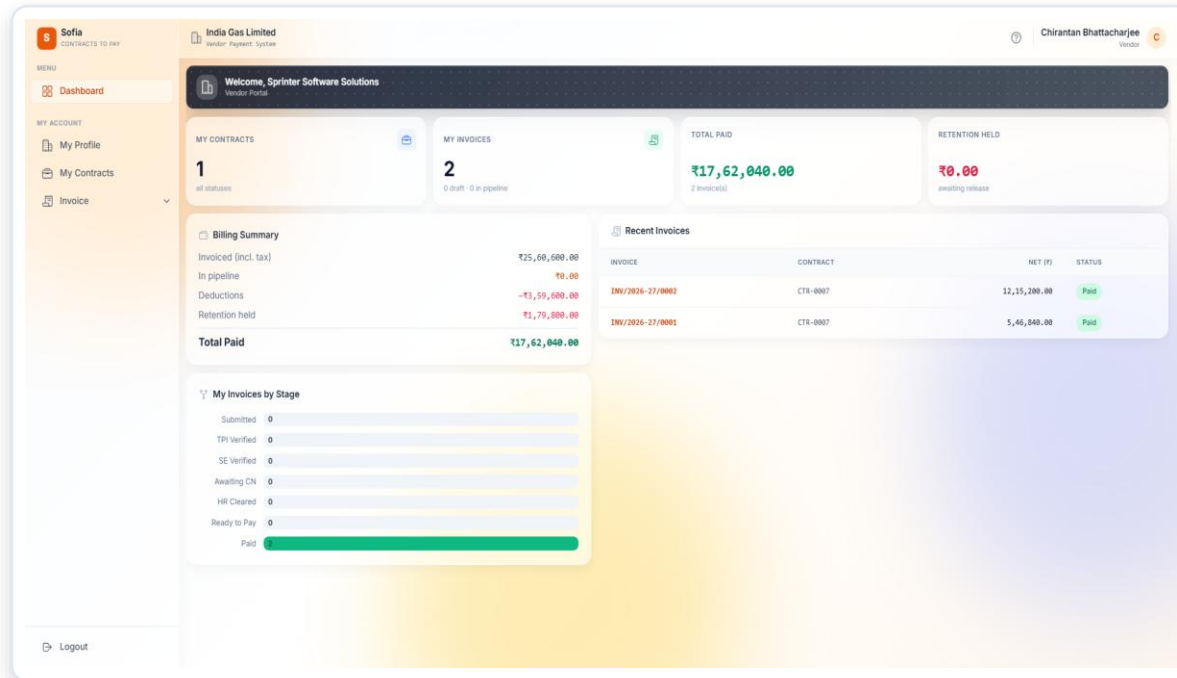 S
Sofia
CONTRACTS TO PAY
MENU
Dashboard
MY ACCOUNT
My Profile
My Contracts
Invoice
Logout
India Gas Limited
Vendor Payment System
Chirantan Bhattacharjee
Vendor
C
Welcome, Sprinter Software Solutions
Vendor Portal
MY CONTRACTS
1
all statuses
MY INVOICES
2
0 draft · 0 in pipeline
TOTAL PAID
₹17,62,040.00
2 invoice(s)
RETENTION HELD
₹0.00
awaiting release
Billing Summary
Invoiced (incl. tax) ₹25,60,600.00
In pipeline ₹0.00
Deductions −₹3,59,600.00
Retention held ₹1,79,800.00
Total Paid ₹17,62,040.00
Recent Invoices
INVOICE CONTRACT NET (₹) STATUS
INV/2026-27/0002 CTR-0007 12,15,200.00 Paid
INV/2026-27/0001 CTR-0007 5,46,840.00 Paid
My Invoices by Stage
Submitted 0
TPI Verified 0
SE Verified 0
Awaiting CN 0
HR Cleared 0
Ready to Pay 0
Paid 2